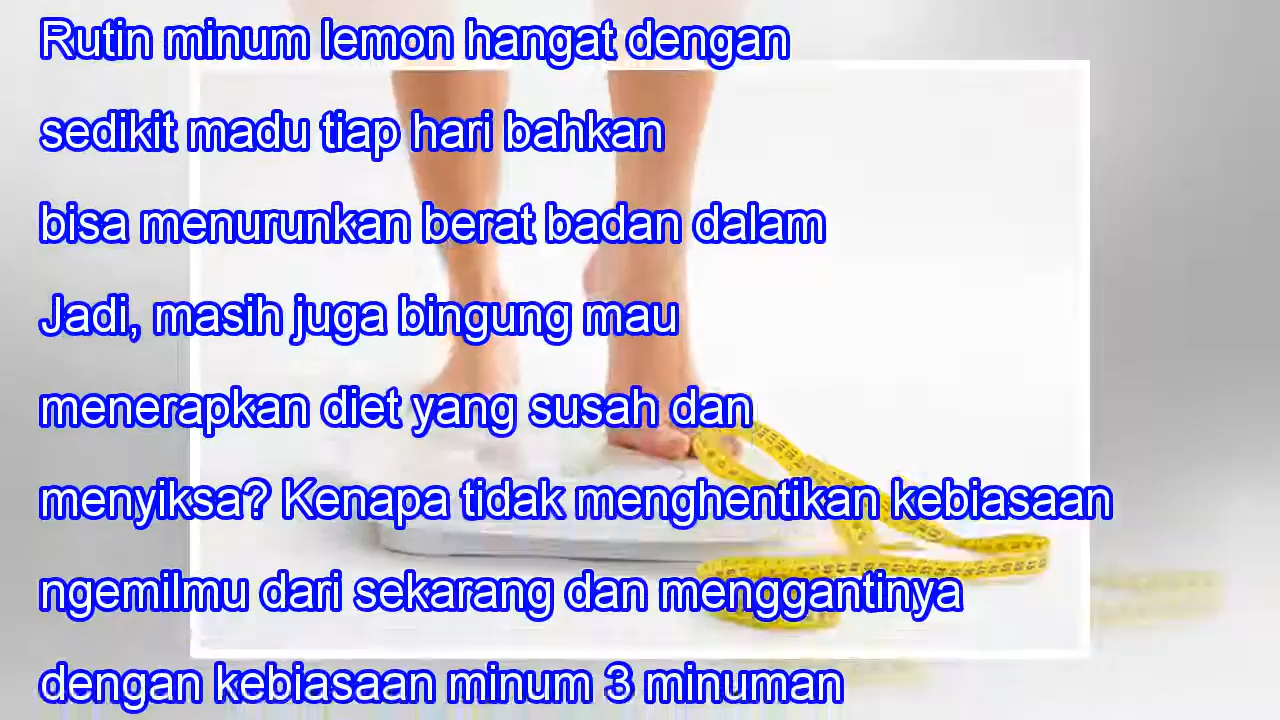 Rutin minum lemon hangat dengan
sedikit madu tiap hari bahkan
bisa menurunkan berat badan dalam
Jadi, masih juga bingung mau
menerapkan diet yang susah dan
menyiksa? Kenapa tidak menghentikan kebiasaan
ngemilmu dari sekarang dan menggantinya
dengan kebiasaan minum 3 minuman